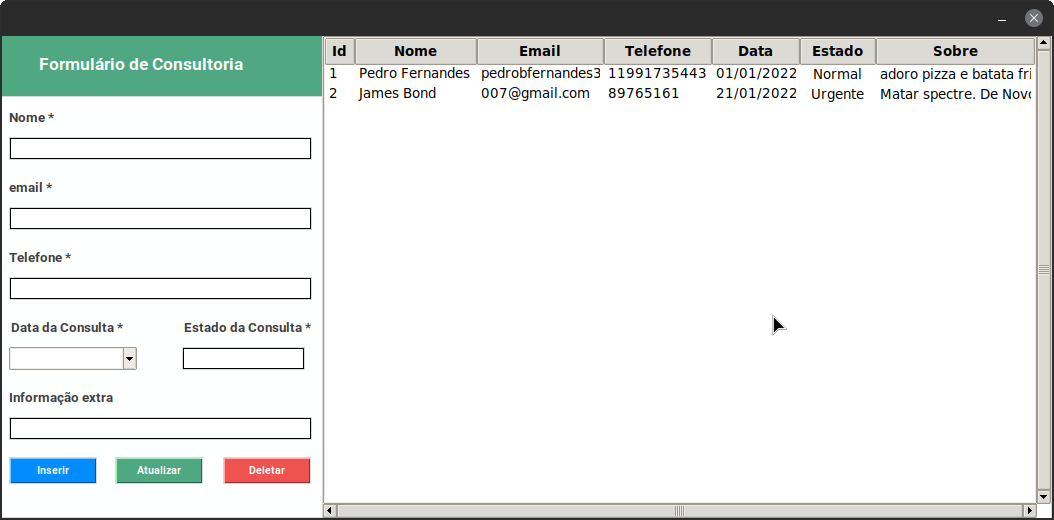 Formulário de Consultoria
Nome *
email *
Telefone *
Data da Consulta * Estado da Consulta *
Informação extra
Inserir Atualizar Deletar
Id Nome Email Telefone Data Estado Sobre
1 Pedro Fernandes pedrobfernandes3 11991735443 01/01/2022 Normal adoro pizza e batata fri
2 James Bond 007@gmail.com 89765161 21/01/2022 Urgente Matar spectre. De Novo